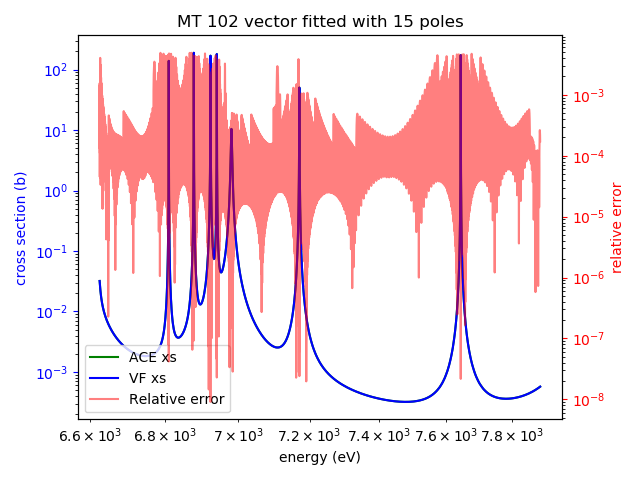 MT 102 vector fitted with 15 poles
cross section (b)
10²
10¹
10⁰
10⁻¹
10⁻²
10⁻³
10⁻³
10⁻⁴
10⁻⁵
10⁻⁶
10⁻⁷
10⁻⁸
relative error
ACE xs
VF xs
Relative error
6.6 × 10³ 6.8 × 10³ 7 × 10³ 7.2 × 10³ 7.4 × 10³ 7.6 × 10³ 7.8 × 10³
energy (eV)